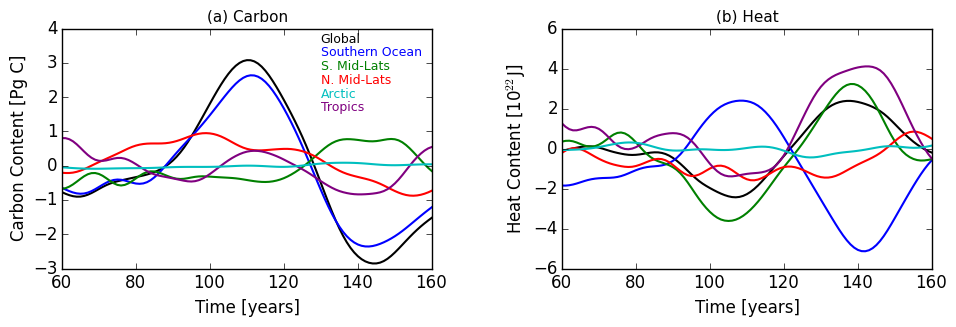 (a) Carbon
4
3
2
1
0
−1
−2
−3
Carbon Content [Pg C]
60
80
100
120
140
160
Time [years]
Global
Southern Ocean
S. Mid-Lats
N. Mid-Lats
Arctic
Tropics
(b) Heat
6
4
2
0
−2
−4
−6
Heat Content [10²² J]
60
80
100
120
140
160
Time [years]